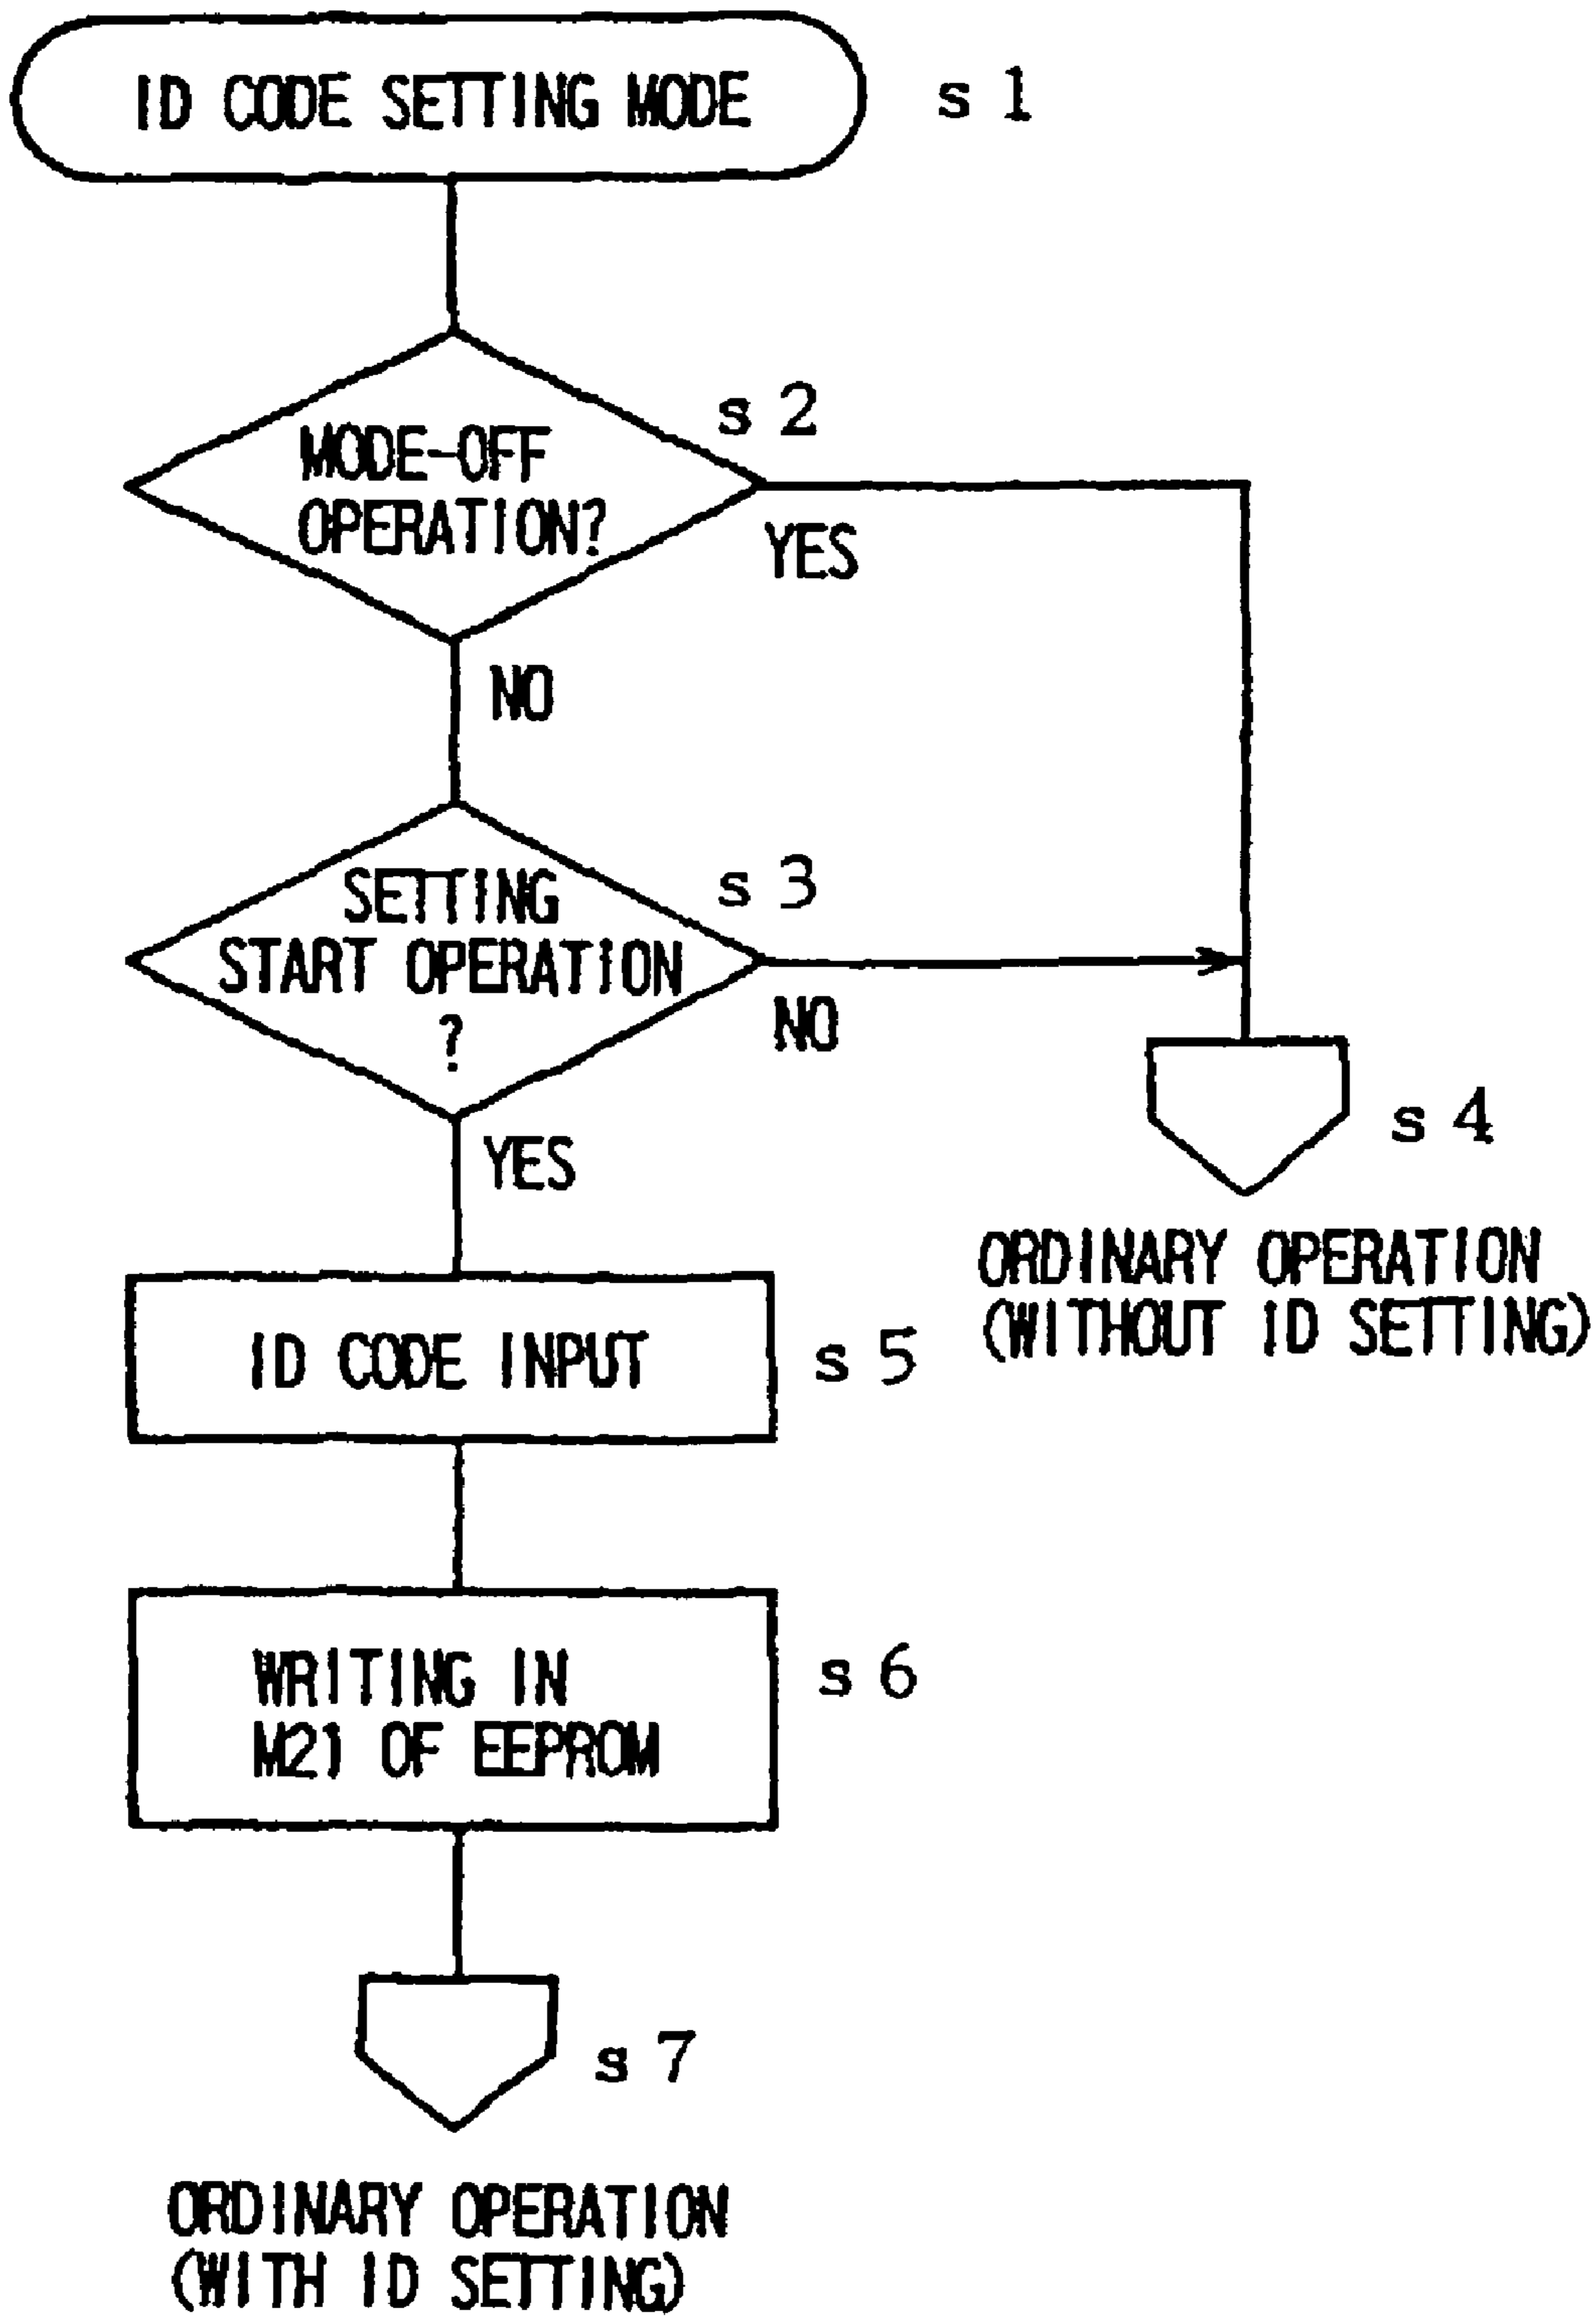 ID CODE SETTING MODE
s 1
s 2
MODE-OFF
OPERATION?
YES
NO
s 3
SETTING
START OPERATION
?
NO
YES
s 4
ORDINARY OPERATION
(WITHOUT ID SETTING)
ID CODE INPUT
s 5
WRITING IN
M21 OF EEPROM
s 6
s 7
ORDINARY OPERATION
(WITH ID SETTING)